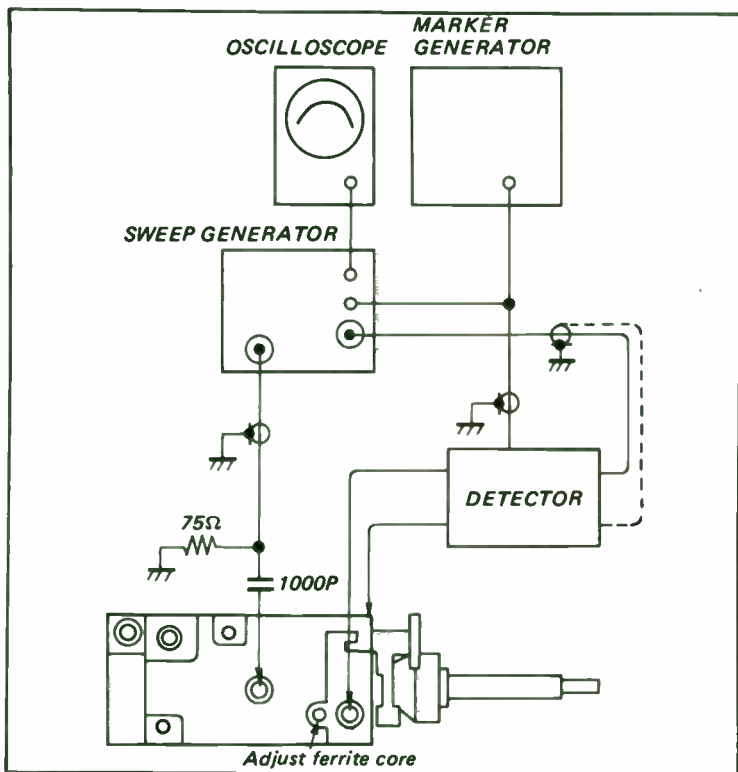 OSCILLOSCOPE
MARKER
GENERATOR
SWEEP GENERATOR
DETECTOR
75Ω
1000P
Adjust ferrite core